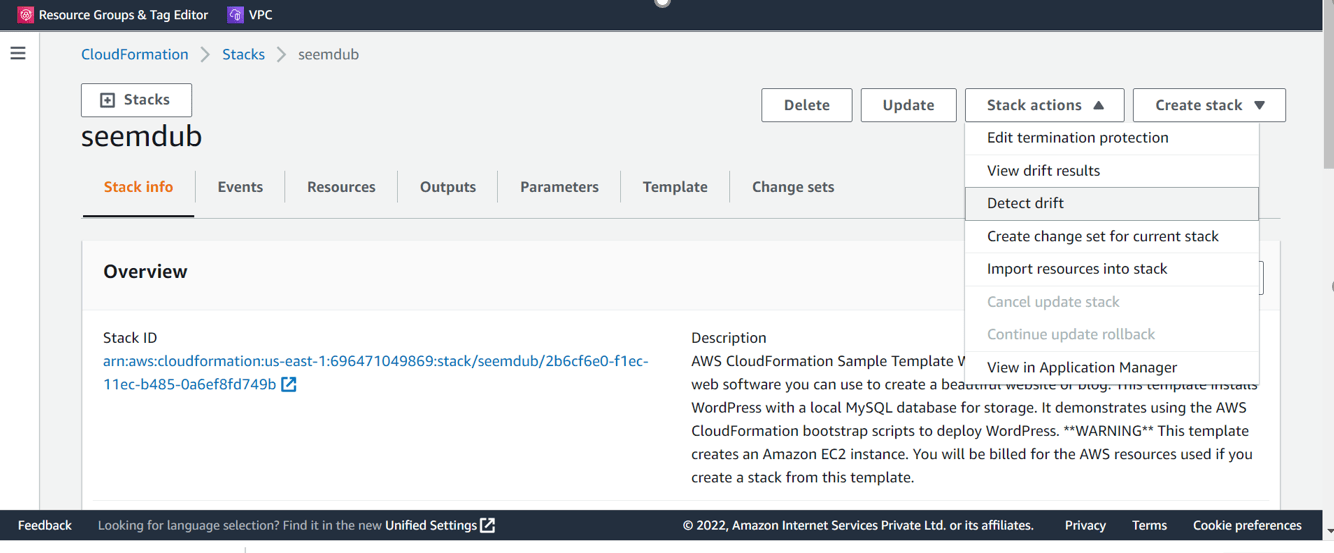 Resource Groups & Tag Editor VPC
CloudFormation Stacks seemdub
Stacks
Delete Update Stack actions Create stack
seemdub
Edit termination protection
View drift results
Detect drift
Create change set for current stack
Import resources into stack
Cancel update stack
Continue update rollback
View in Application Manager
Stack info Events Resources Outputs Parameters Template Change sets
Overview
Stack ID
arn:aws:cloudformation:us-east-1:696471049869:stack/seemdub/2b6cf6e0-f1ec-
11ec-b485-0a6ef8fd749b
Description
AWS CloudFormation Sample Template
web software you can use to create a beautiful website or blog. This template installs
WordPress with a local MySQL database for storage. It demonstrates using the AWS
CloudFormation bootstrap scripts to deploy WordPress. **WARNING** This template
creates an Amazon EC2 instance. You will be billed for the AWS resources used if you
create a stack from this template.
Feedback Looking for language selection? Find it in the new Unified Settings © 2022, Amazon Internet Services Private Ltd. or its affiliates. Privacy Terms Cookie preferences